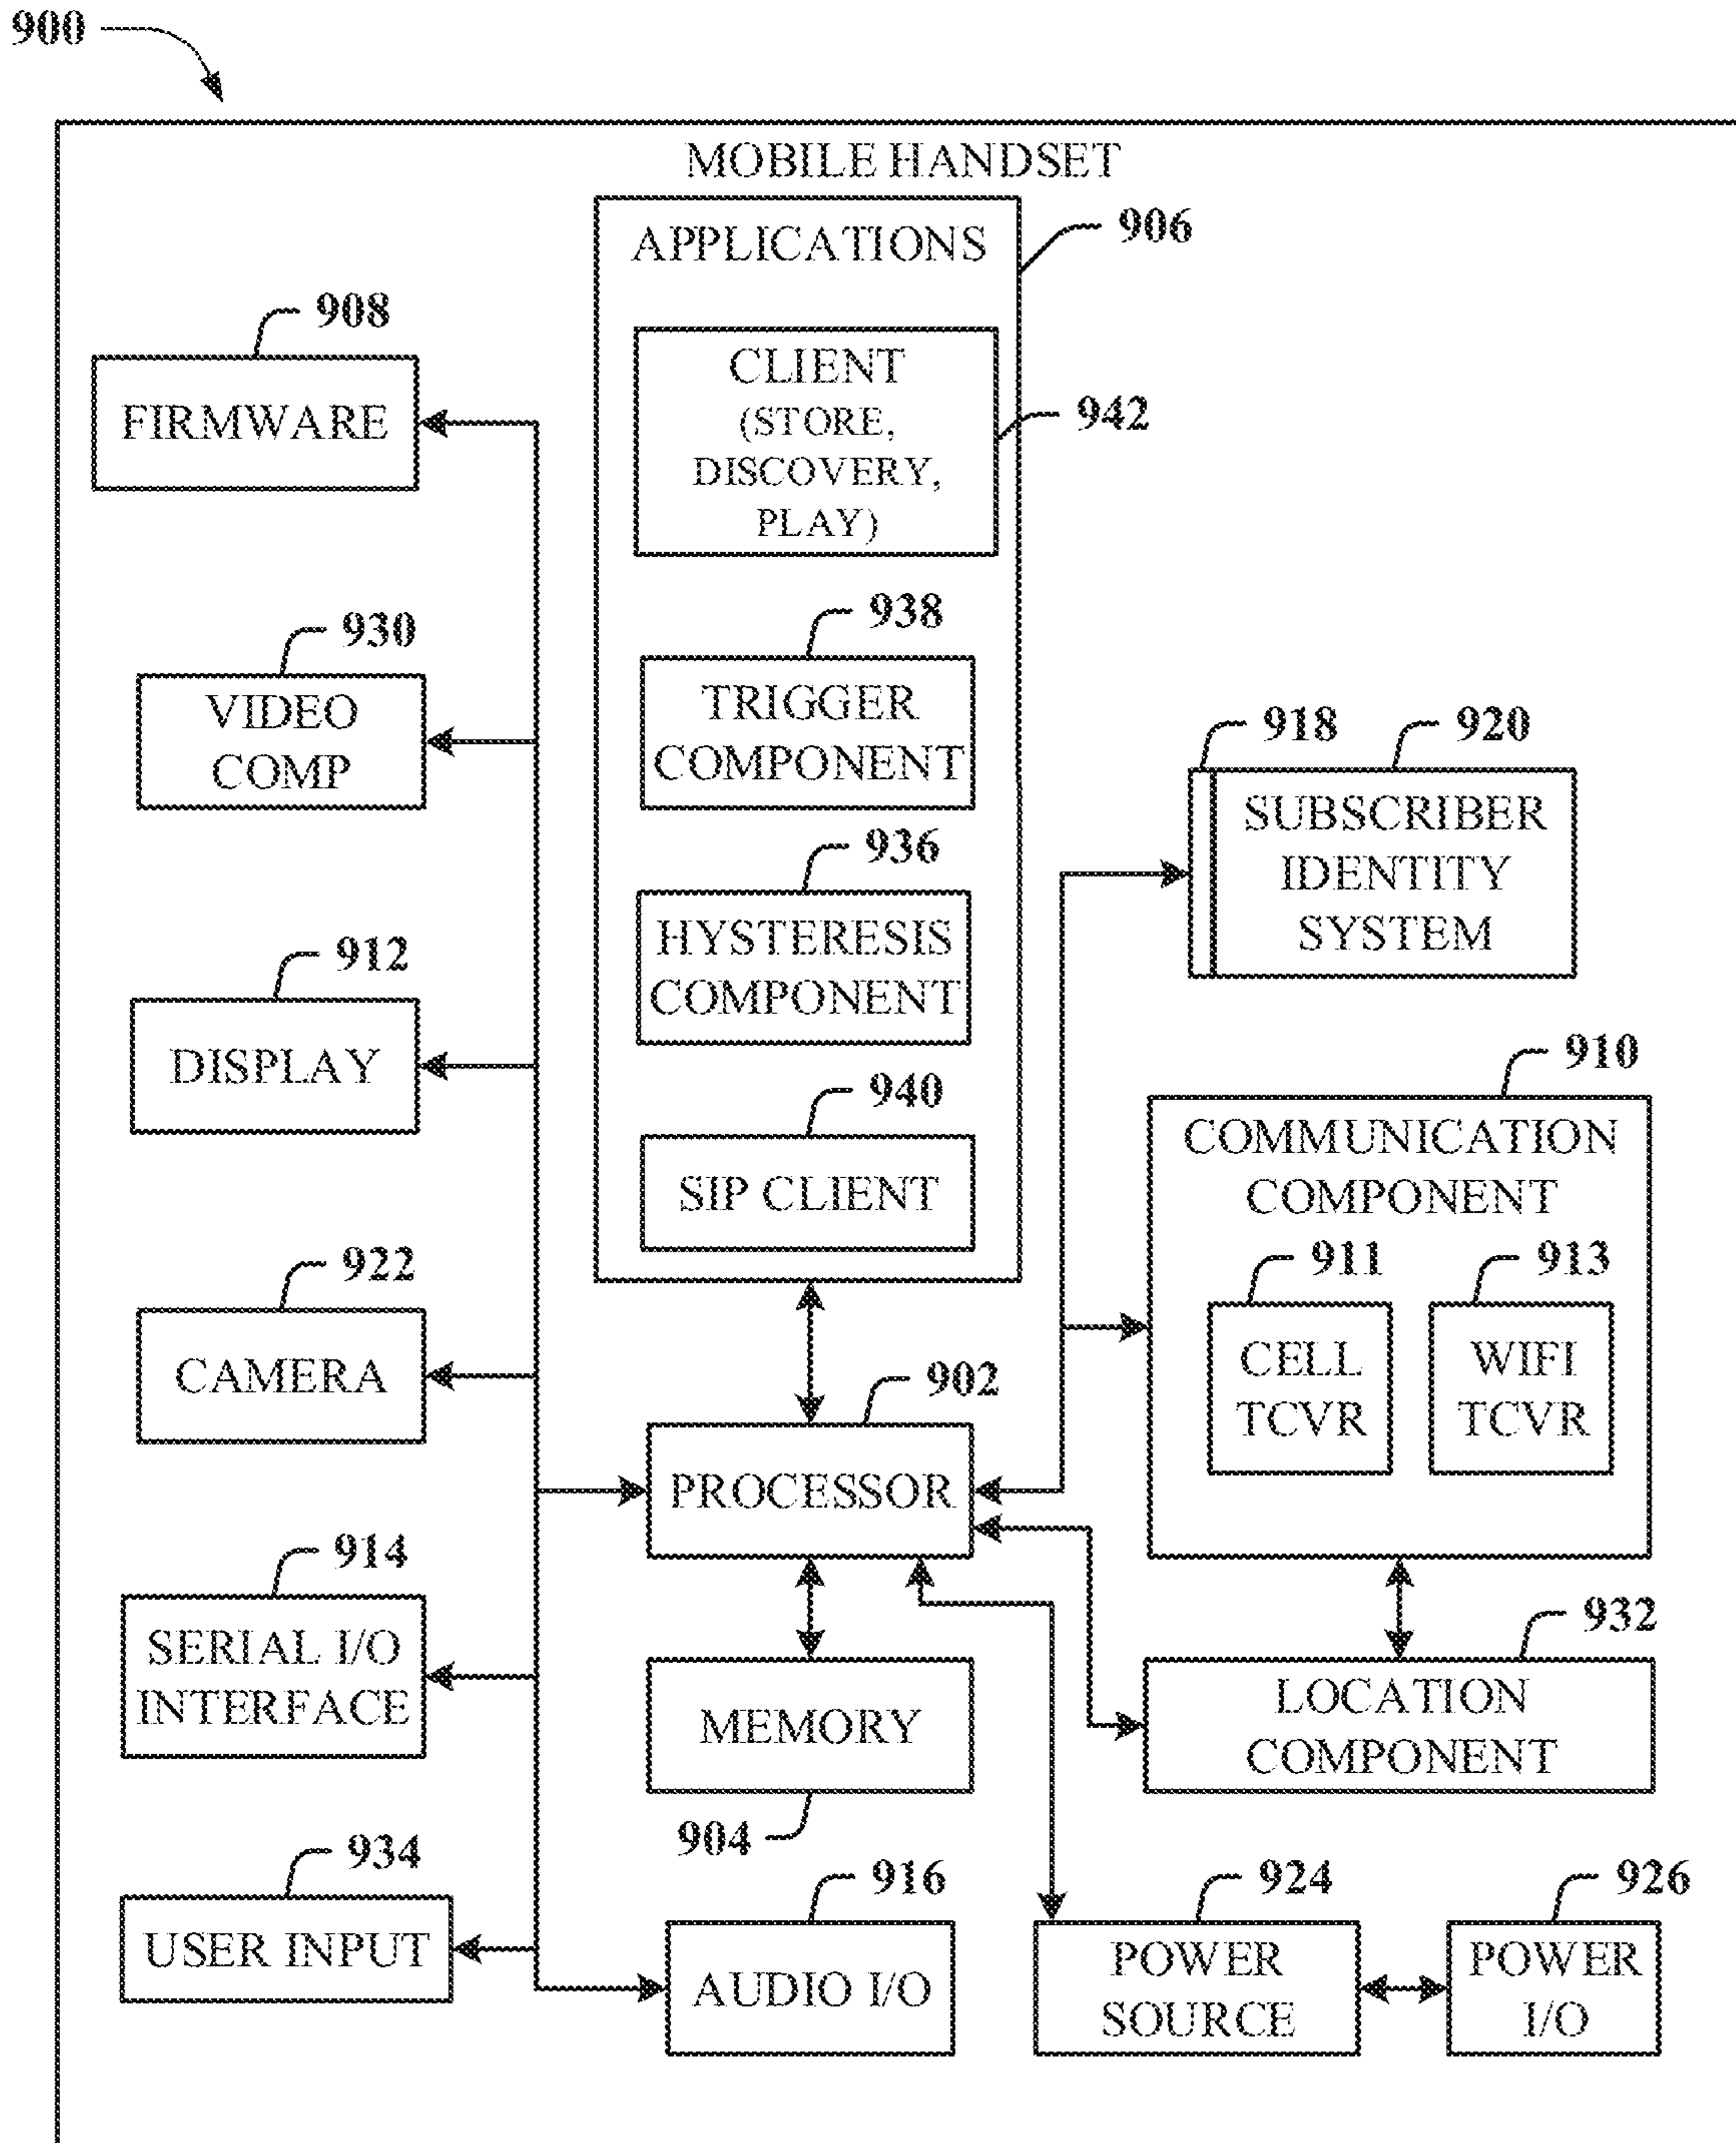 900
MOBILE HANDSET
APPLICATIONS
906
CLIENT
(STORE,
DISCOVERY,
PLAY)
942
938
TRIGGER
COMPONENT
936
HYSTERESIS
COMPONENT
940
SIP CLIENT
908
FIRMWARE
930
VIDEO
COMP
912
DISPLAY
922
CAMERA
914
SERIAL I/O
INTERFACE
934
USER INPUT
902
PROCESSOR
MEMORY
904
916
AUDIO I/O
918
920
SUBSCRIBER
IDENTITY
SYSTEM
910
COMMUNICATION
COMPONENT
911
CELL
TCVR
913
WIFI
TCVR
932
LOCATION
COMPONENT
924
POWER
SOURCE
926
POWER
I/O